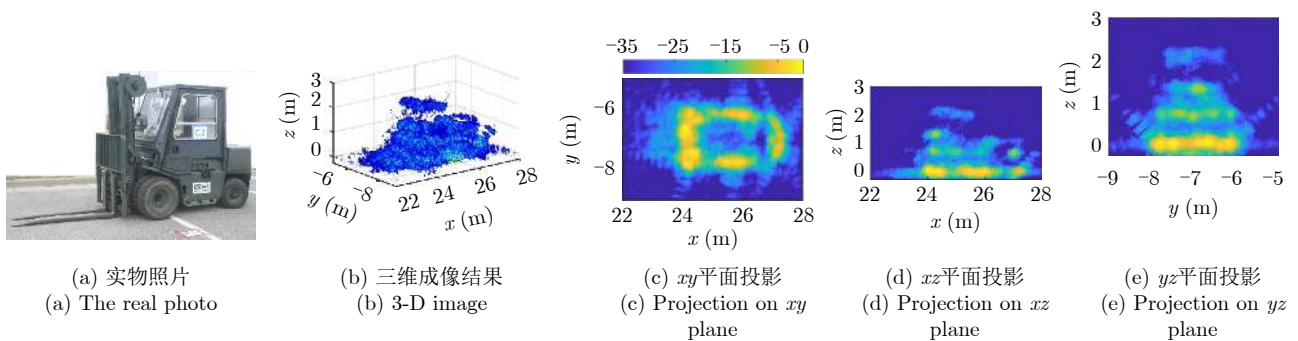 3
2
1
0
z (m)
−6
−8
y (m)
22
24
26
28
x (m)
−35 −25 −15 −5 0
−6
−8
y (m)
22 24 26 28
x (m)
3
2
1
0
z (m)
22 24 26 28
x (m)
3
2
1
0
z (m)
−9 −8 −7 −6 −5
y (m)
(a) 实物照片
(a) The real photo
(b) 三维成像结果
(b) 3-D image
(c) xy平面投影
(c) Projection on xy
plane
(d) xz平面投影
(d) Projection on xz
plane
(e) yz平面投影
(e) Projection on yz
plane